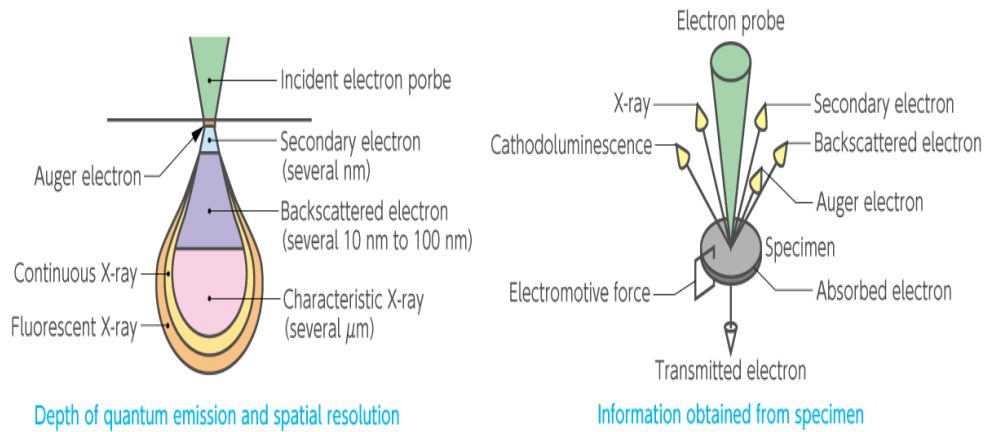 Incident electron porbe
Secondary electron
(several nm)
Auger electron
Backscattered electron
(several 10 nm to 100 nm)
Continuous X-ray
Characteristic X-ray
(several μm)
Fluorescent X-ray
Depth of quantum emission and spatial resolution
Electron probe
X-ray
Secondary electron
Cathodoluminescence
Backscattered electron
Auger electron
Specimen
Electromotive force
Absorbed electron
Transmitted electron
Information obtained from specimen